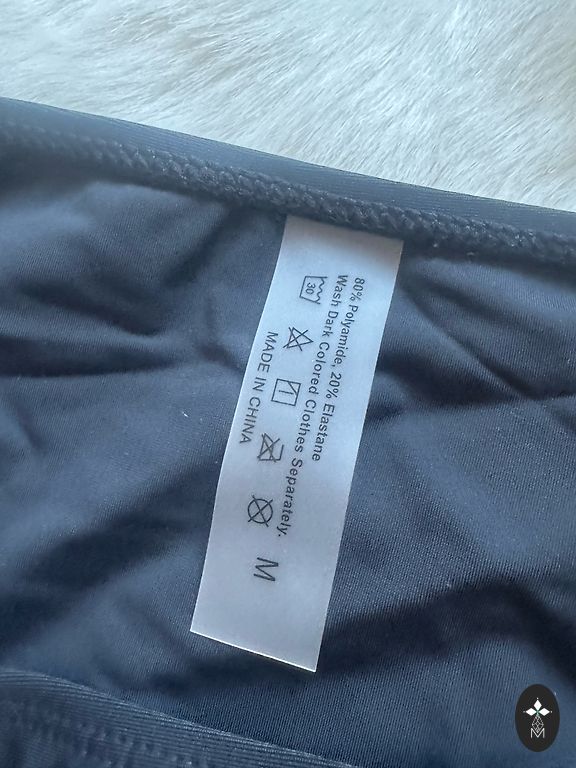 80% Polyamide, 20% Elastane
Wash Dark Colored Clothes Separately.
30
MADE IN CHINA
M
M